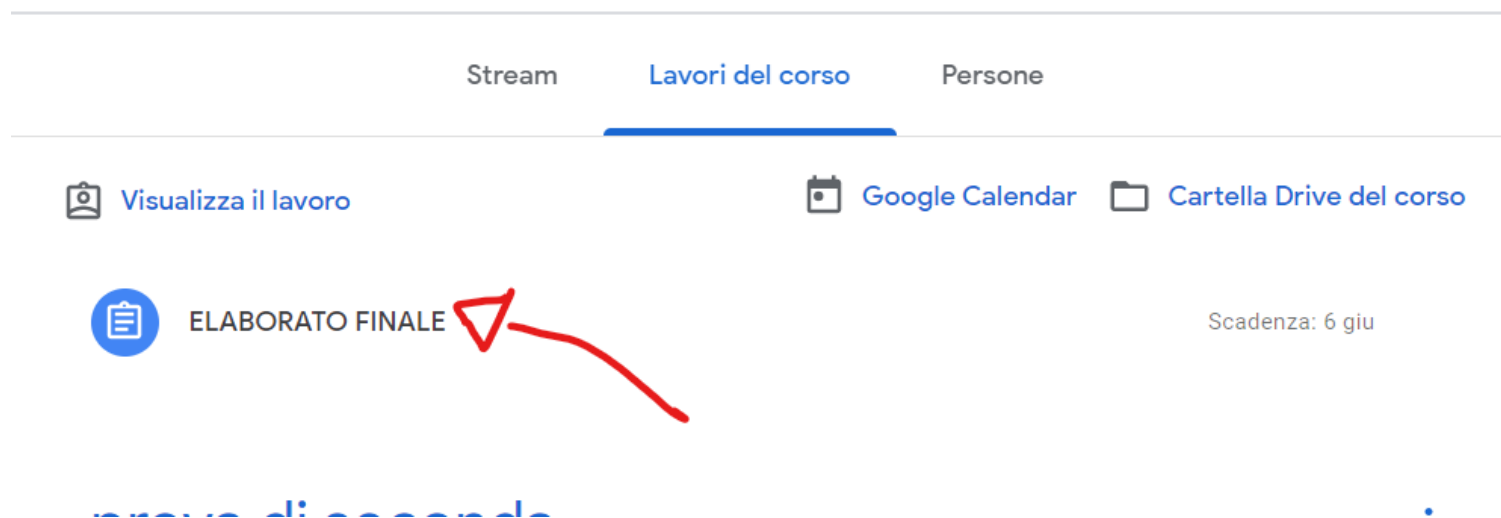 Stream Lavori del corso Persone
Visualizza il lavoro Google Calendar Cartella Drive del corso
ELABORATO FINALE Scadenza: 6 giu